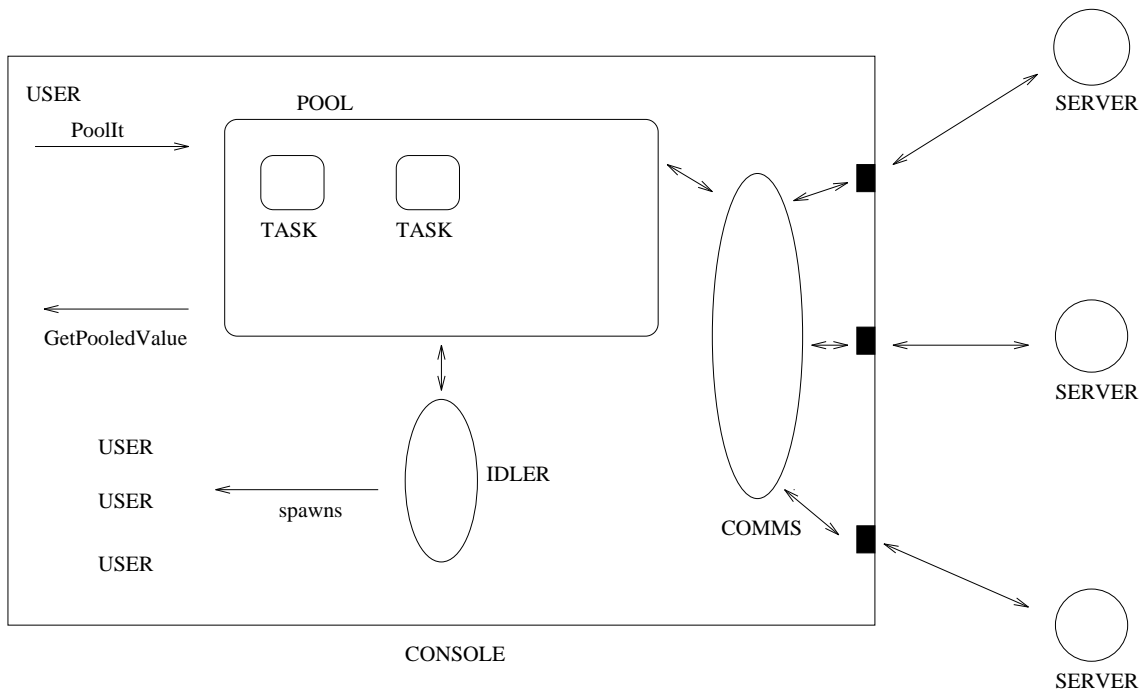 SERVER
USER
POOL
PoolIt
TASK
TASK
GetPooledValue
SERVER
USER
IDLER
USER
spawns
COMMS
USER
CONSOLE
SERVER